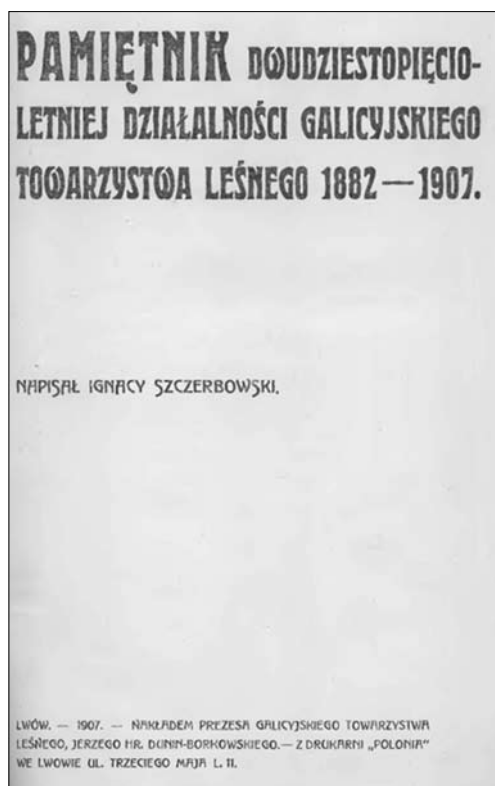 PAMIĘTNIK DWUDZIESTOPIĘCIO-
LETNIEJ DZIAŁALNOŚCI GALICYJSKIEGO
TOWARZYSTWA LEŚNEGO 1882—1907.
NAPISAŁ IGNACY SZCZERBOWSKI.
LWÓW. — 1907. — NAKŁADEM PREZESA GALICYJSKIEGO TOWARZYSTWA
LEŚNEGO, JERZEGO HR. DUNIN-BORKOWSKIEGO.— Z DRUKARNI „POLONIA"
WE LWOWIE UL. TRZECIEGO MAJA L. 11.